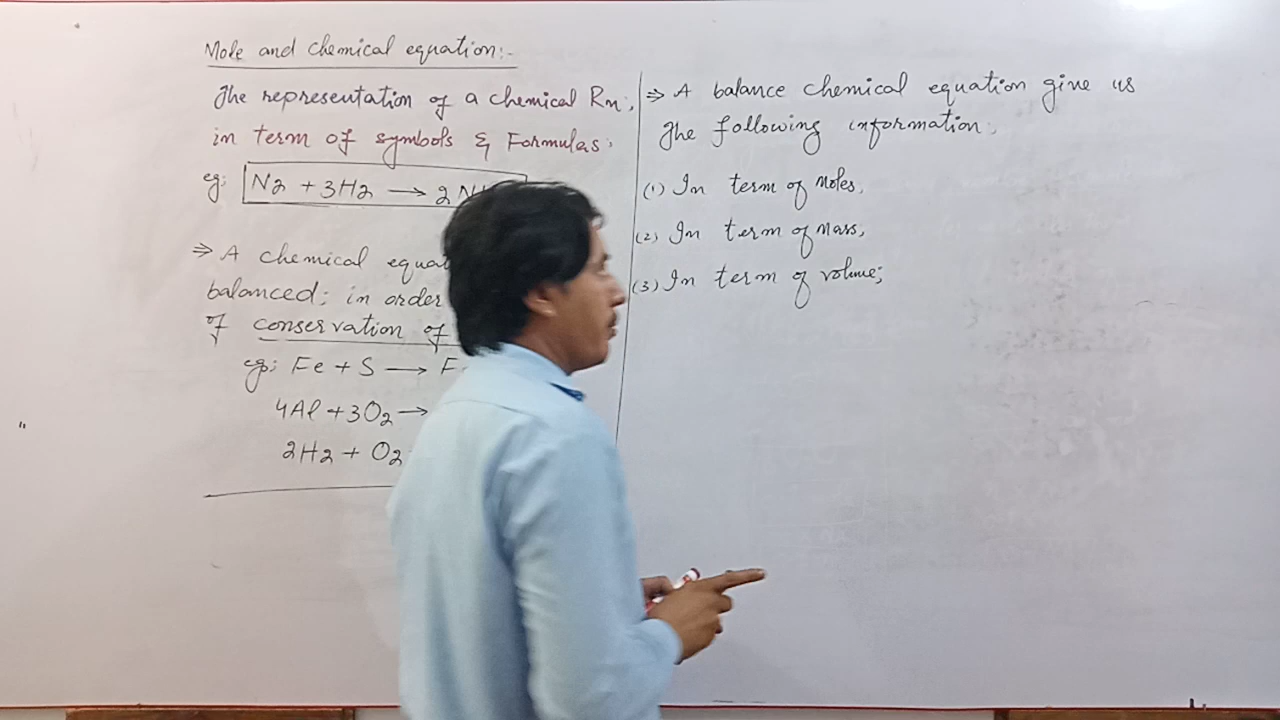 Mole and chemical equation:-
The representation of a chemical Rn;
in term of symbols & Formulas.
eg; N2 + 3H2 → 2 N
⇒ A chemical equa
balanced; in order
of conservation of
eg; Fe + S → F
4Al + 3O2 →
2H2 + O2
⇒ A balance chemical equation give us
The following information.
(1) In term of Moles,
(2) In term of Mass,
(3) In term of volume;